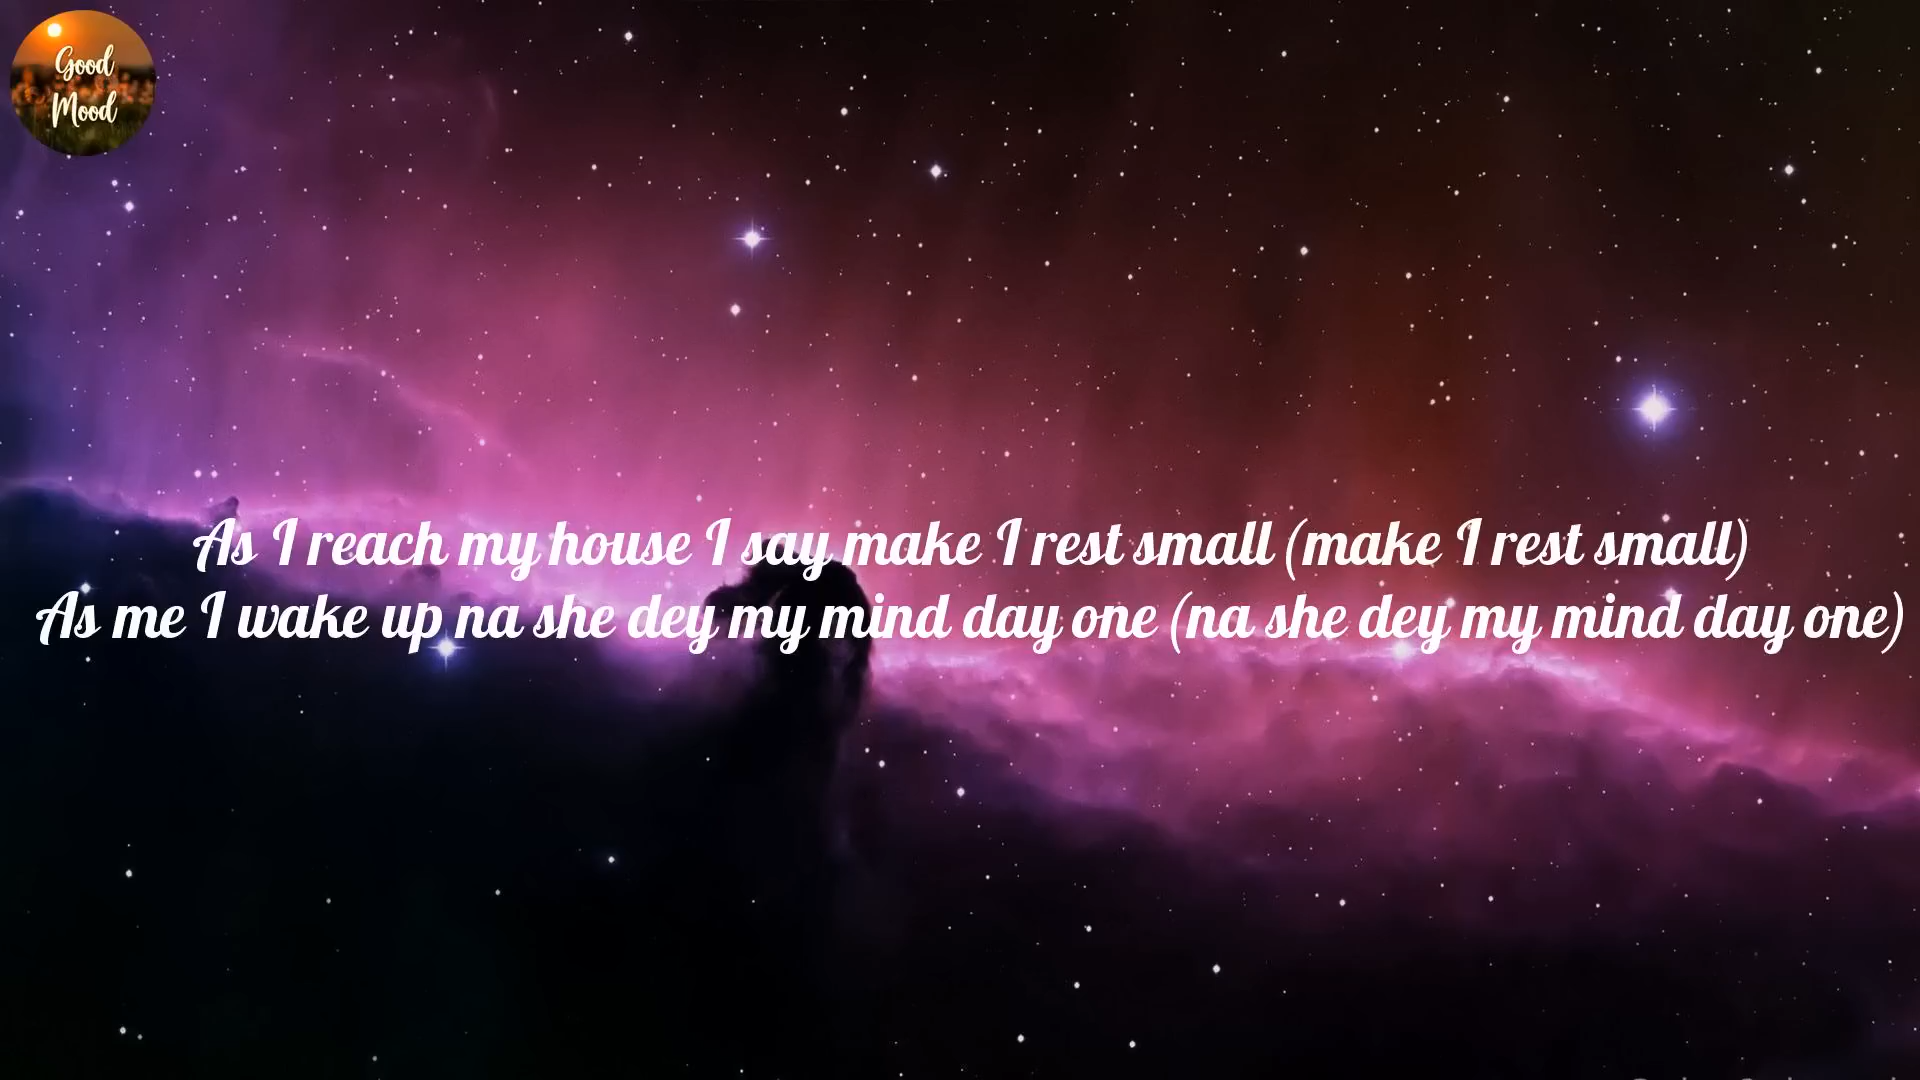 Good
Mood
As I reach my house I say make I rest small (make I rest small)
As me I wake up na she dey my mind day one (na she dey my mind day one)